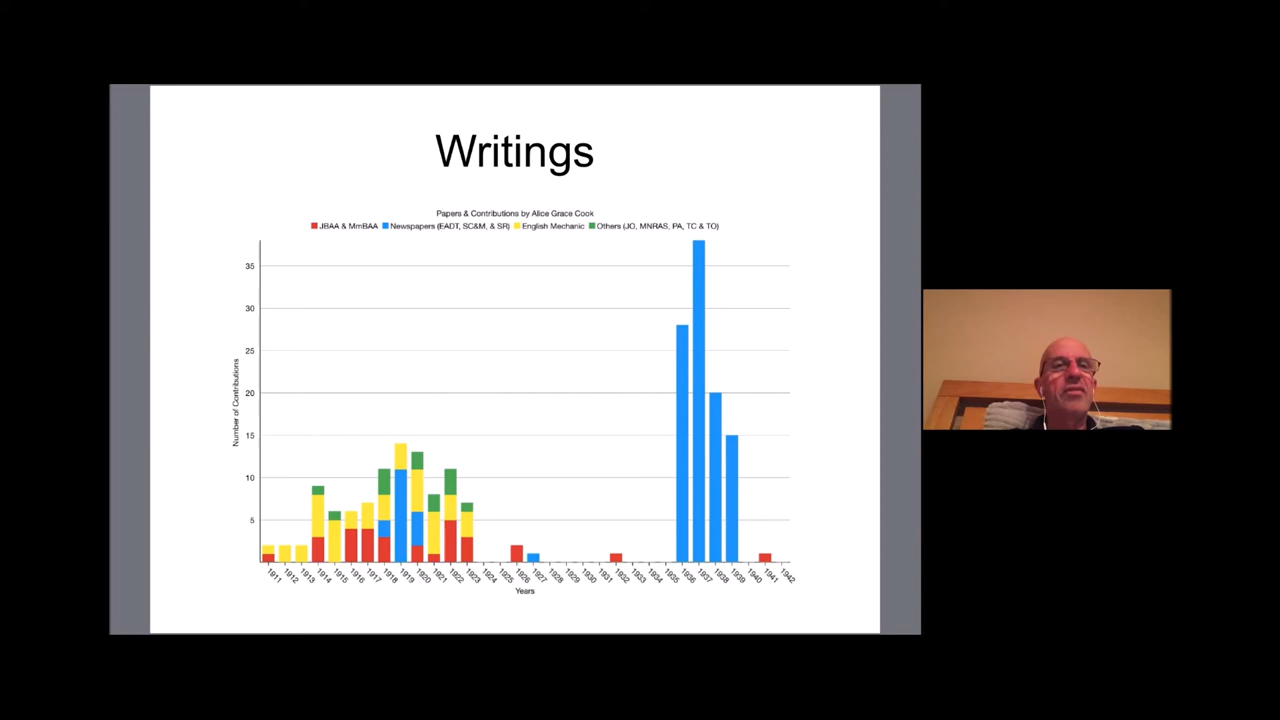 Writings
Papers & Contributions by Alice Grace Cook
JBAA & MmBAA Newspapers (EADT, SC&M, & SR) English Mechanic Others (JO, MNRAS, PA, TC & TO)
Number of Contributions
35
30
25
20
15
10
5
1911 1912 1913 1914 1915 1916 1917 1918 1919 1920 1921 1922 1923 1924 1925 1926 1927 1928 1929 1930 1931 1932 1933 1934 1935 1936 1937 1938 1939 1940 1941 1942
Years